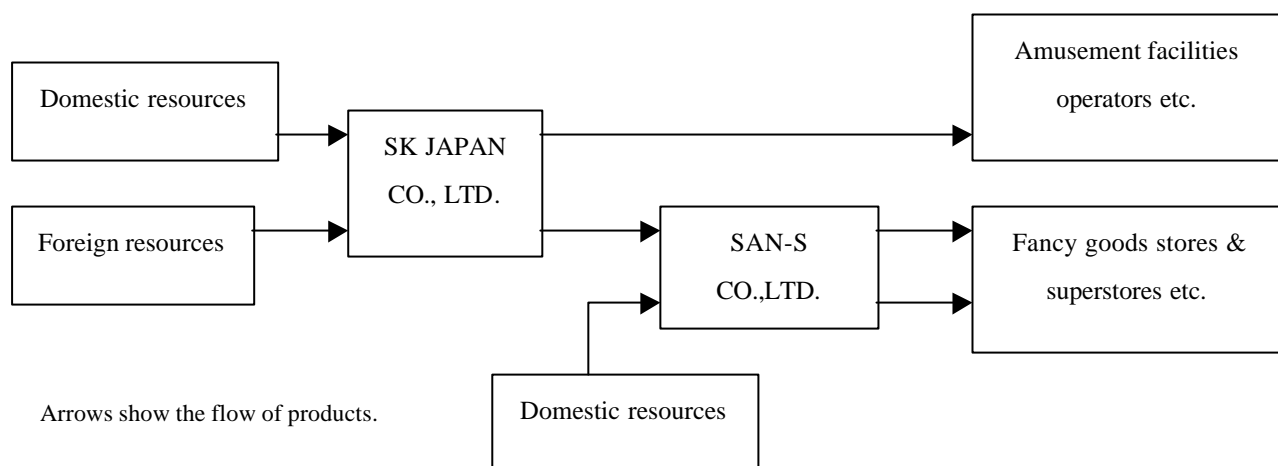 Domestic resources
Foreign resources
SK JAPAN
CO., LTD.
Amusement facilities
operators etc.
SAN-S
CO.,LTD.
Fancy goods stores &
superstores etc.
Domestic resources
Arrows show the flow of products.